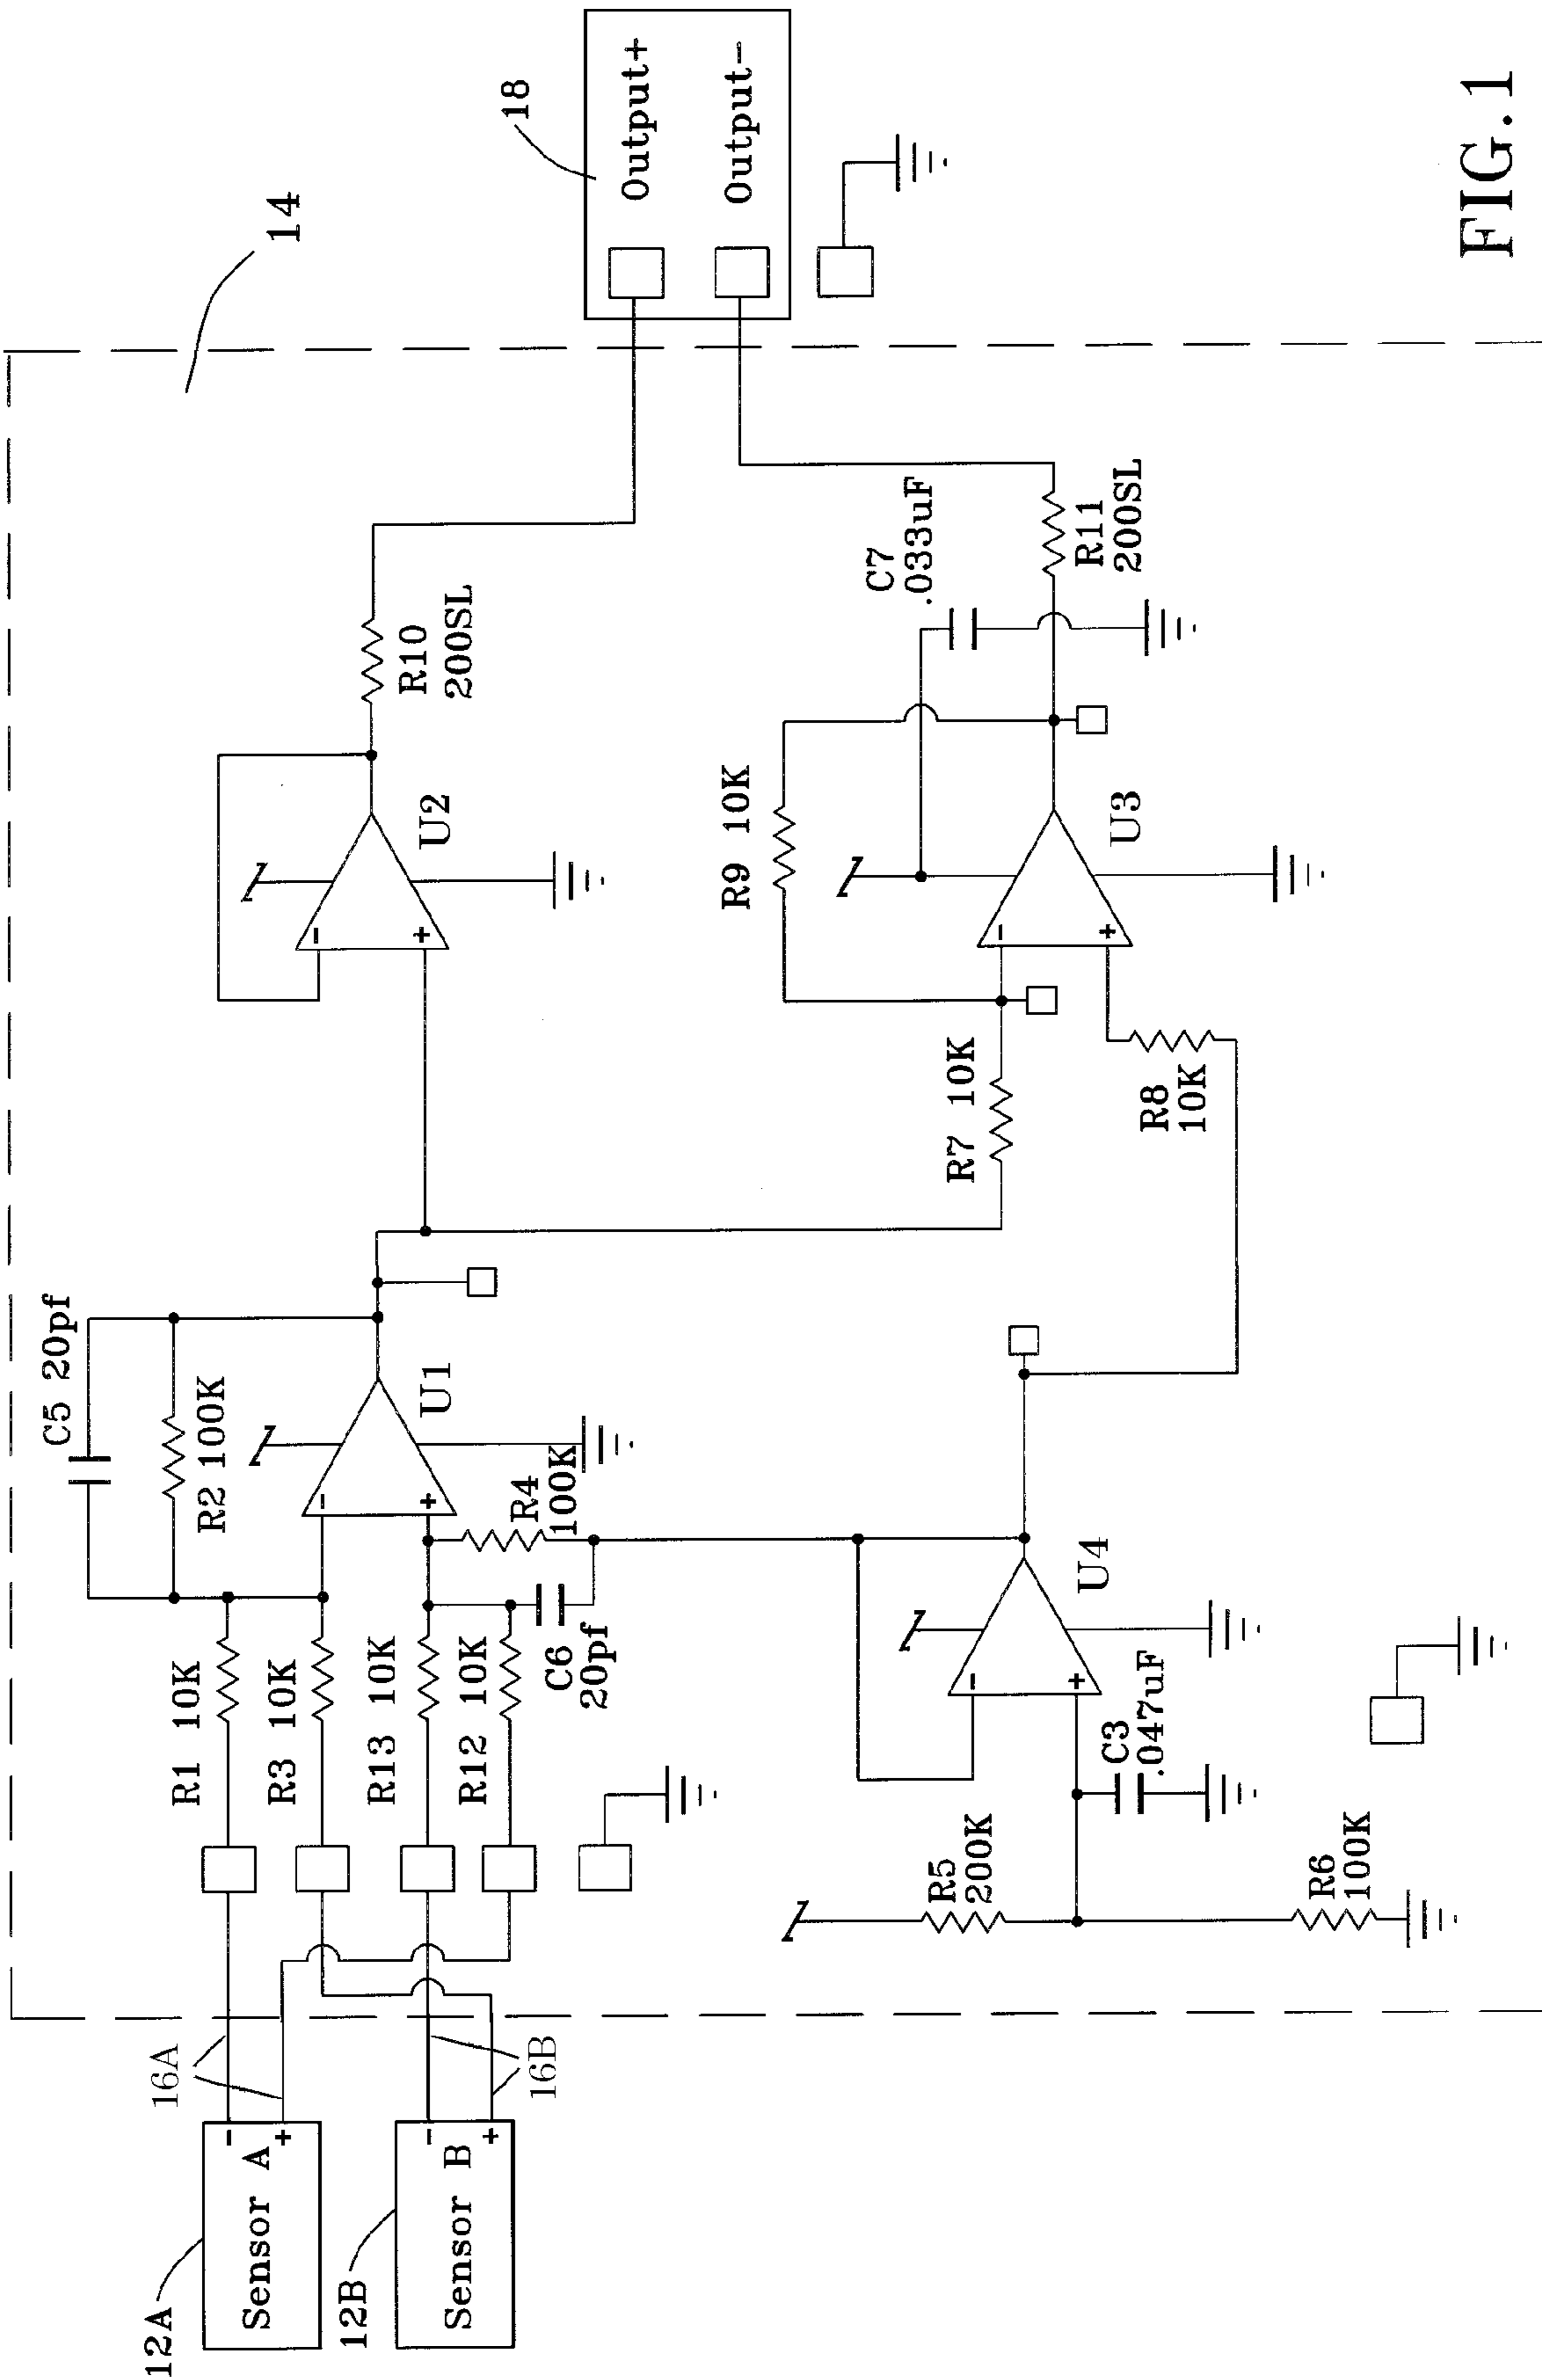 14
18
Output+
Output-
C5 20pf
R2 100K
R1 10K
R3 10K
R13 10K
R12 10K
-
+
U1
R4
100K
C6
20pf
-
+
U2
R10
200SL
16A
16B
12A
-
Sensor A
+
12B
-
Sensor B
+
R9 10K
R7 10K
-
+
U3
R8
10K
C7
.033uF
R11
200SL
-
+
U4
C3
.047uF
R5
200K
R6
100K
FIG.1